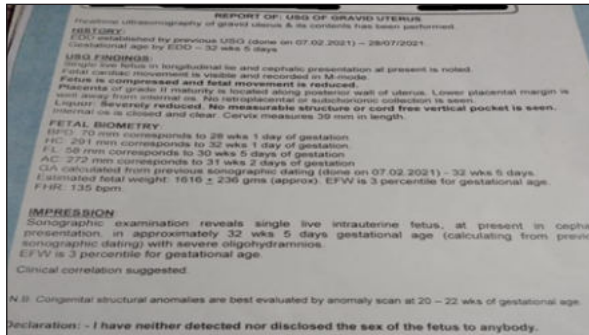 REPORT OF: USG OF GRAVID UTERUS
Realtime ultrasonography of gravid uterus & its contents has been performed.
HISTORY:
EDD established by previous USG (done on 07.02.2021) – 28/07/2021.
Gestational age by EDD – 32 wks 5 days
USG FINDINGS:
Single live fetus in longitudinal lie and cephalic presentation at present is noted.
Fetal cardiac movement is visible and recorded in M-mode.
Fetus is compressed and fetal movement is reduced.
Placenta of grade II maturity is located along posterior wall of uterus. Lower placental margin is
well away from internal os. No retroplacental or subchorionic collection is seen.
Liquor: Severely reduced. No measurable structure or cord free vertical pocket is seen.
Internal os is closed and clear. Cervix measures 39 mm in length.
FETAL BIOMETRY:
BPD: 70 mm corresponds to 28 wks 1 day of gestation.
HC: 291 mm corresponds to 32 wks 1 day of gestation.
FL: 58 mm corresponds to 30 wks 5 days of gestation.
AC: 272 mm corresponds to 31 wks 2 days of gestation
GA calculated from previous sonographic dating (done on 07.02.2021) - 32 wks 5 days.
Estimated fetal weight: 1616 ± 236 gms (approx). EFW is 3 percentile for gestational age.
FHR: 135 bpm.
IMPRESSION:
Sonographic examination reveals single live intrauterine fetus, at present in cepha
presentation, in approximately 32 wks 5 days gestational age (calculating from previo
sonographic dating) with severe oligohydramnios.
EFW is 3 percentile for gestational age.
Clinical correlation suggested.
N.B. Congenital structural anomalies are best evaluated by anomaly scan at 20 – 22 wks of gestational age.
Declaration: - I have neither detected nor disclosed the sex of the fetus to anybody.